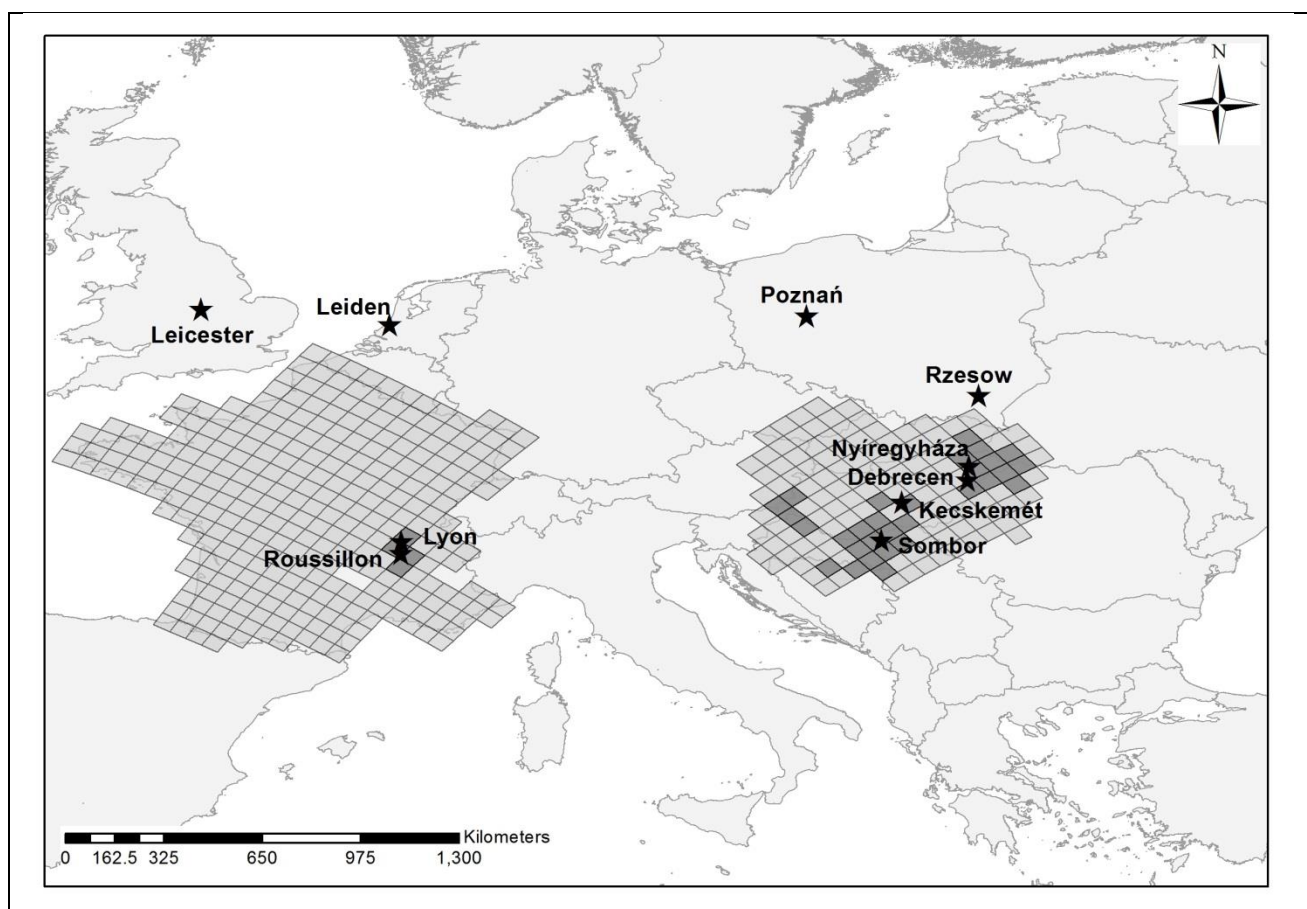 N
Poznań
Leiden
Leicester
Rzesow
Nyíregyháza
Debrecen
Kecskemét
Lyon
Sombor
Roussillon
Kilometers
0 162.5 325 650 975 1,300